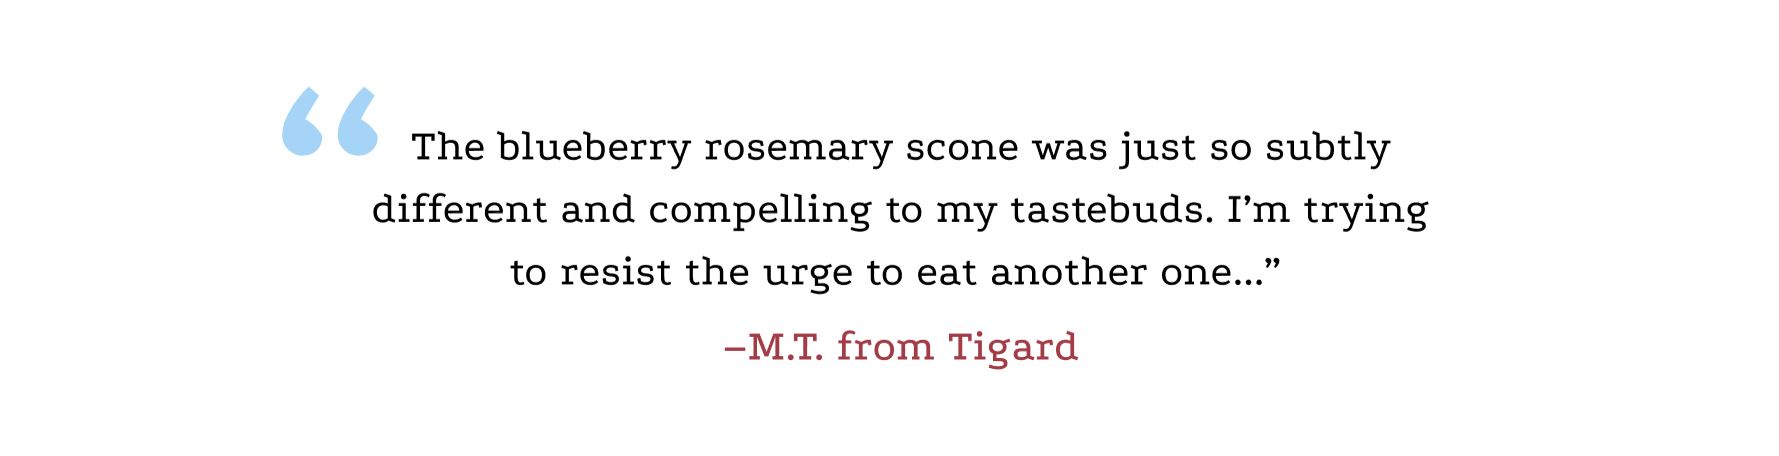 “The blueberry rosemary scone was just so subtly
different and compelling to my tastebuds. I’m trying
to resist the urge to eat another one...”
–M.T. from Tigard